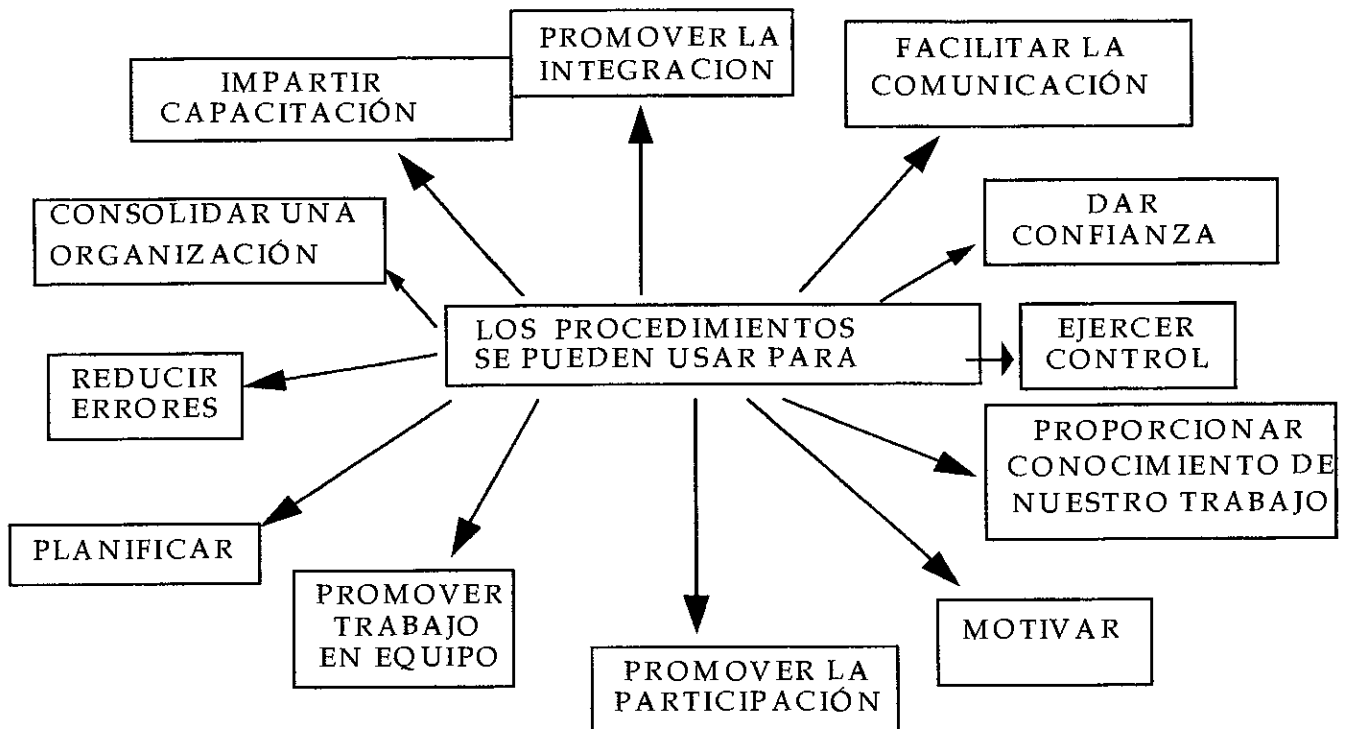 PROMOVER LA
INTEGRACION
FACILITAR LA
COMUNICACIÓN
IMPARTIR
CAPACITACIÓN
CONSOLIDAR UNA
ORGANIZACIÓN
DAR
CONFIANZA
LOS PROCEDIMIENTOS
SE PUEDEN USAR PARA
EJERCER
CONTROL
REDUCIR
ERRORES
PROPORCIONAR
CONOCIMIENTO DE
NUESTRO TRABAJO
PLANIFICAR
PROMOVER
TRABAJO
EN EQUIPO
MOTIVAR
PROMOVER LA
PARTICIPACIÓN